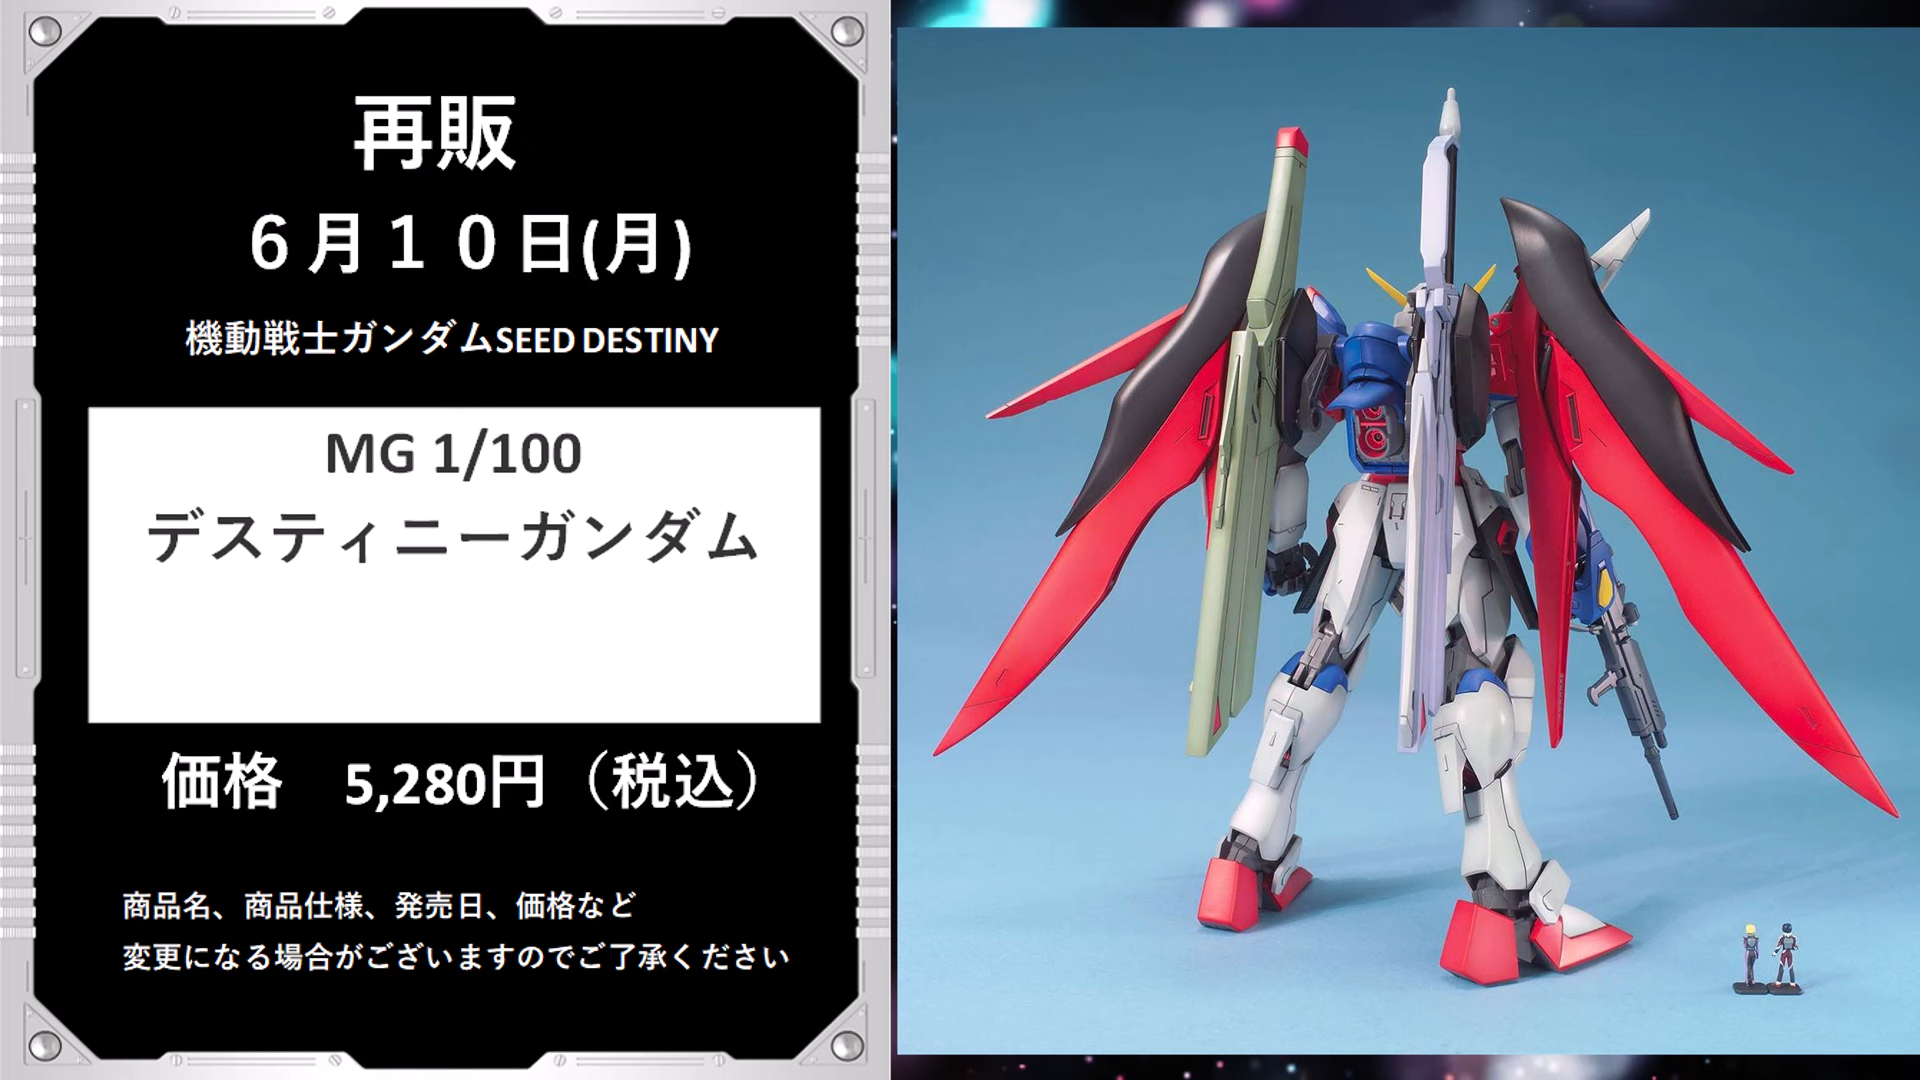 再販
６月１０日(月)
機動戦士ガンダムSEED DESTINY
MG 1/100
デスティニーガンダム
価格　5,280円（税込）
商品名、商品仕様、発売日、価格など
変更になる場合がございますのでご了承ください